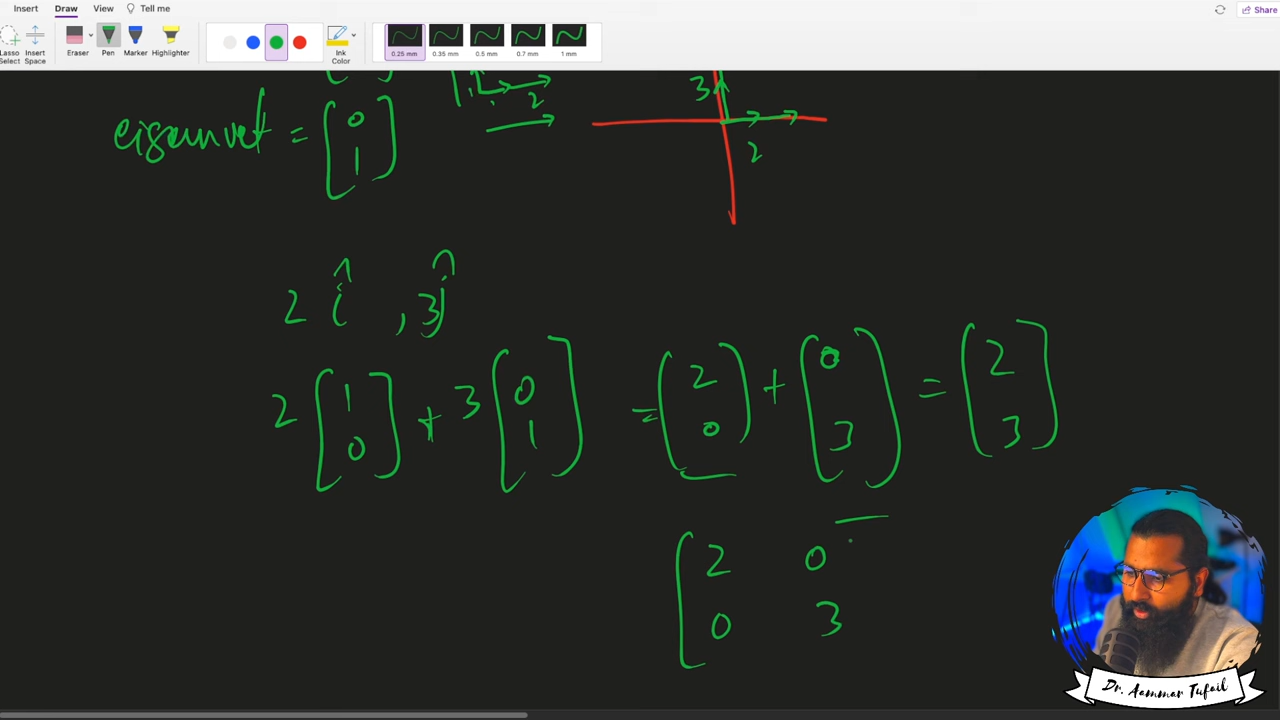 Insert Draw View Tell me Share
Lasso Select Insert Space Eraser Pen Marker Highlighter Ink Color 0.25 mm 0.35 mm 0.5 mm 0.7 mm 1 mm
3
2
2
= [0
1]
2 î , 3ĵ
2 [1 0] + 3 [0 1] = [2 0] + [0 3] = [2 3]
[2 0
0 3
Dr. Aammar Tufail